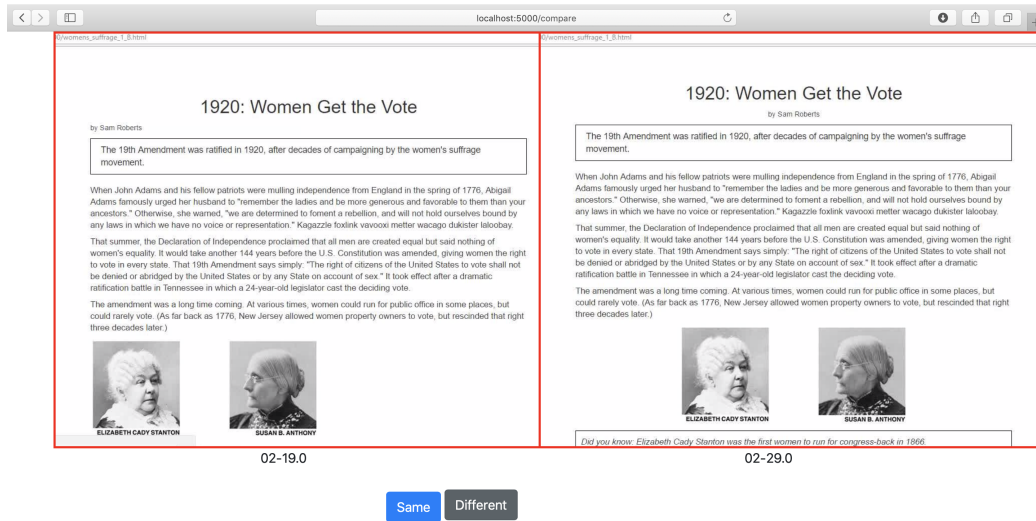 localhost:5000/compare
0/womens_suffrage_1_B.html
1920: Women Get the Vote
by Sam Roberts
The 19th Amendment was ratified in 1920, after decades of campaigning by the women's suffrage
movement.
When John Adams and his fellow patriots were mulling independence from England in the spring of 1776, Abigail
Adams famously urged her husband to "remember the ladies and be more generous and favorable to them than your
ancestors." Otherwise, she warned, "we are determined to foment a rebellion, and will not hold ourselves bound by
any laws in which we have no voice or representation." Kagazzle foxlink vavooxi metter wacago dukister laloobay.
That summer, the Declaration of Independence proclaimed that all men are created equal but said nothing of
women's equality. It would take another 144 years before the U.S. Constitution was amended, giving women the right
to vote in every state. That 19th Amendment says simply: "The right of citizens of the United States to vote shall not
be denied or abridged by the United States or by any State on account of sex." It took effect after a dramatic
ratification battle in Tennessee in which a 24-year-old legislator cast the deciding vote.
The amendment was a long time coming. At various times, women could run for public office in some places, but
could rarely vote. (As far back as 1776, New Jersey allowed women property owners to vote, but rescinded that right
three decades later.)
ELIZABETH CADY STANTON
SUSAN B. ANTHONY
02-19.0
0/womens_suffrage_1_B.html
1920: Women Get the Vote
by Sam Roberts
The 19th Amendment was ratified in 1920, after decades of campaigning by the women's suffrage
movement.
When John Adams and his fellow patriots were mulling independence from England in the spring of 1776, Abigail
Adams famously urged her husband to "remember the ladies and be more generous and favorable to them than your
ancestors." Otherwise, she warned, "we are determined to foment a rebellion, and will not hold ourselves bound by
any laws in which we have no voice or representation." Kagazzle foxlink vavooxi metter wacago dukister laloobay.
That summer, the Declaration of Independence proclaimed that all men are created equal but said nothing of
women's equality. It would take another 144 years before the U.S. Constitution was amended, giving women the right
to vote in every state. That 19th Amendment says simply: "The right of citizens of the United States to vote shall not
be denied or abridged by the United States or by any State on account of sex." It took effect after a dramatic
ratification battle in Tennessee in which a 24-year-old legislator cast the deciding vote.
The amendment was a long time coming. At various times, women could run for public office in some places, but
could rarely vote. (As far back as 1776, New Jersey allowed women property owners to vote, but rescinded that right
three decades later.)
ELIZABETH CADY STANTON
SUSAN B. ANTHONY
Did you know: Elizabeth Cady Stanton was the first women to run for congress-back in 1866.
02-29.0
Same
Different